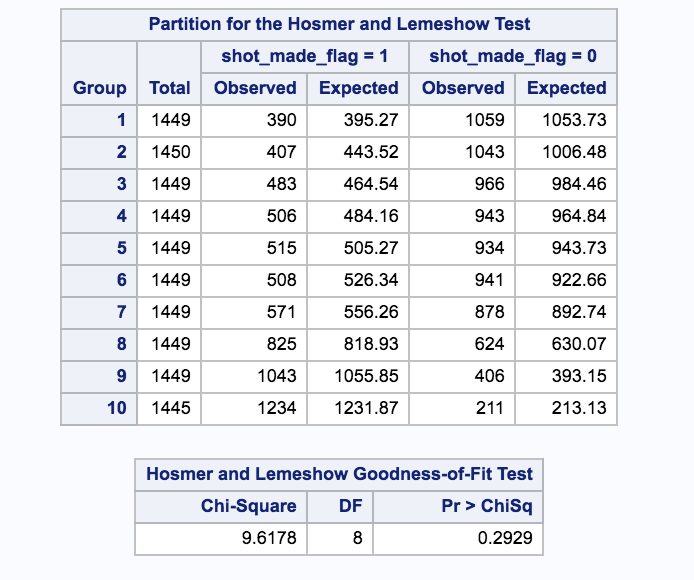 Partition for the Hosmer and Lemeshow Test
shot_made_flag = 1 shot_made_flag = 0
Group Total Observed Expected Observed Expected
1 1449 390 395.27 1059 1053.73
2 1450 407 443.52 1043 1006.48
3 1449 483 464.54 966 984.46
4 1449 506 484.16 943 964.84
5 1449 515 505.27 934 943.73
6 1449 508 526.34 941 922.66
7 1449 571 556.26 878 892.74
8 1449 825 818.93 624 630.07
9 1449 1043 1055.85 406 393.15
10 1445 1234 1231.87 211 213.13
Hosmer and Lemeshow Goodness-of-Fit Test
Chi-Square DF Pr > ChiSq
9.6178 8 0.2929